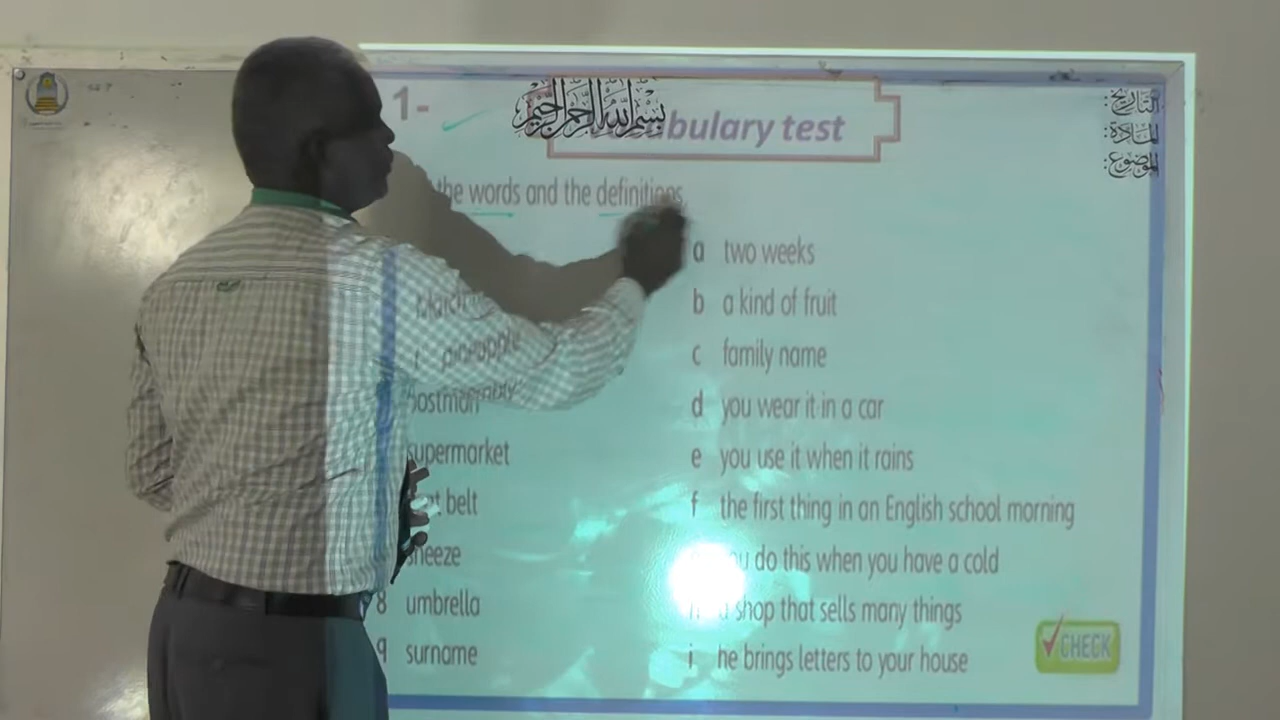 1-
بسم الله الرحمن الرحيم
bulary test
التاريخ:
المادة:
الموضوع:
the words and the definitions
a two weeks
b a kind of fruit
pineapple
c family name
postman
d you wear it in a car
supermarket
e you use it when it rains
belt
f the first thing in an English school morning
sneeze
you do this when you have a cold
8 umbrella
a shop that sells many things
9 surname
i he brings letters to your house
CHECK